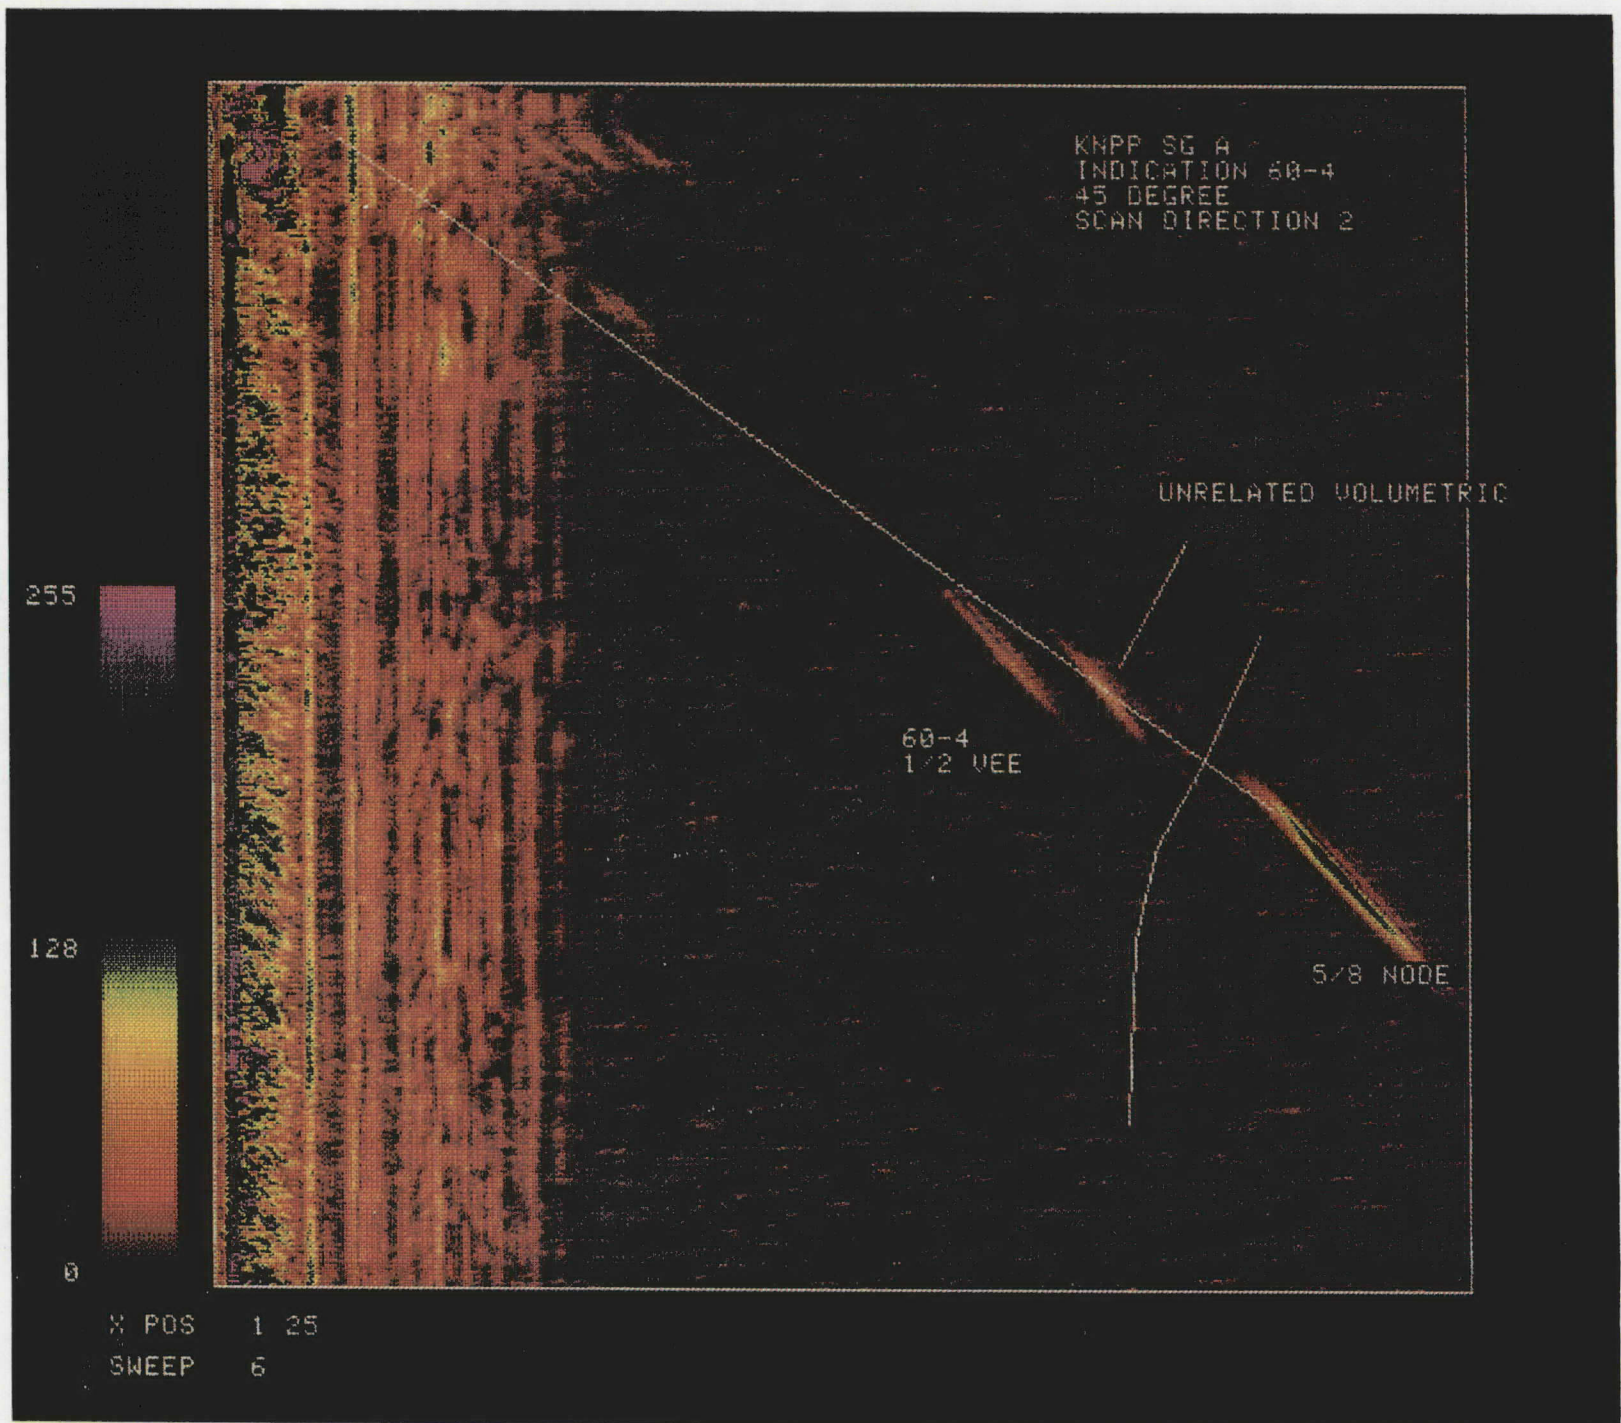 KNPP SG A
INDICATION 60-4
45 DEGREE
SCAN DIRECTION 2
UNRELATED VOLUMETRIC
255
60-4
1/2 VEE
128
5/8 NODE
0
X POS 1 25
SWEEP 6